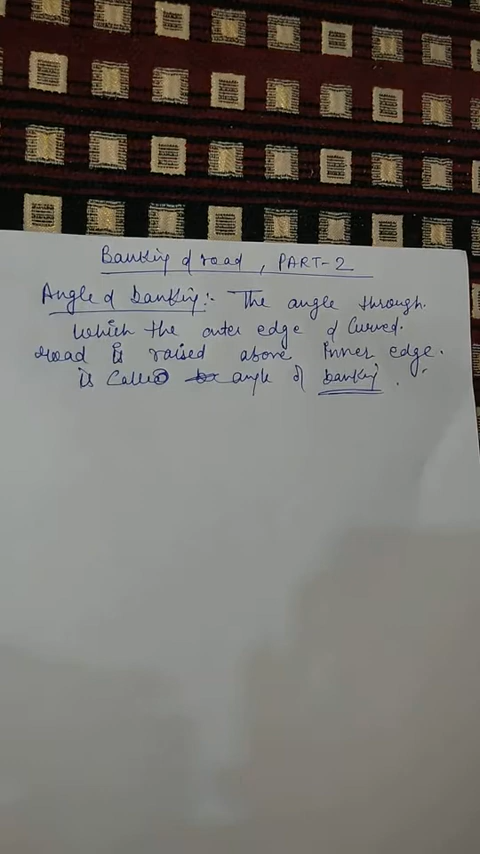 Banking of road, PART-2
Angle of banking:- The angle through
which the outer edge of curved
road is raised above inner edge.
is called angle of banking.